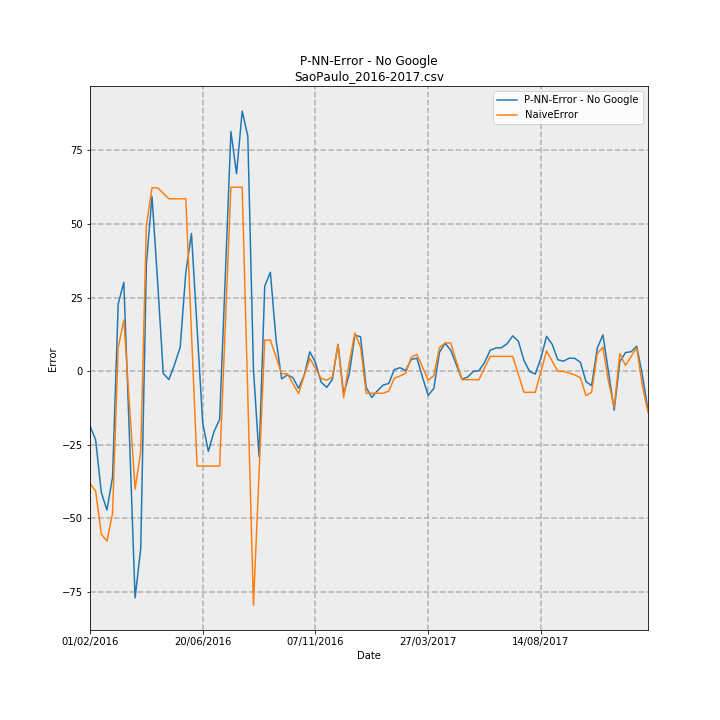 P-NN-Error - No Google
SaoPaulo_2016-2017.csv
P-NN-Error - No Google
NaiveError
75
50
25
0
−25
−50
−75
Error
01/02/2016 20/06/2016 07/11/2016 27/03/2017 14/08/2017
Date